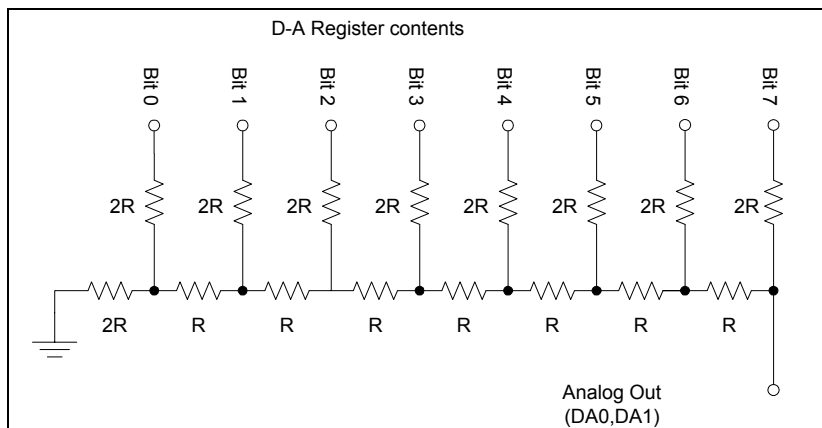 D-A Register contents
Bit 0 Bit 1 Bit 2 Bit 3 Bit 4 Bit 5 Bit 6 Bit 7
2R 2R 2R 2R 2R 2R 2R 2R
2R R R R R R R R
Analog Out
(DA0,DA1)